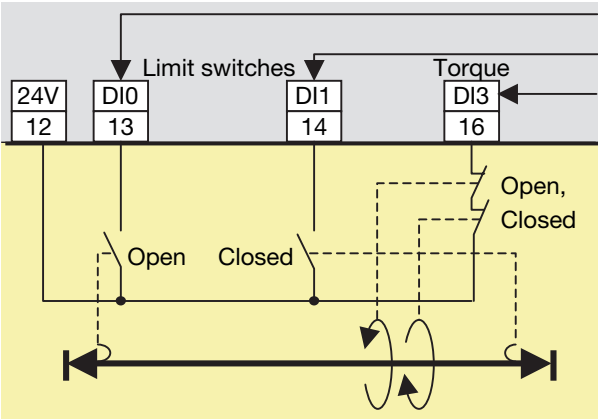 Limit switches Torque
24V DI0 DI1 DI3
12 13 14 16
Open,
Closed
Open Closed